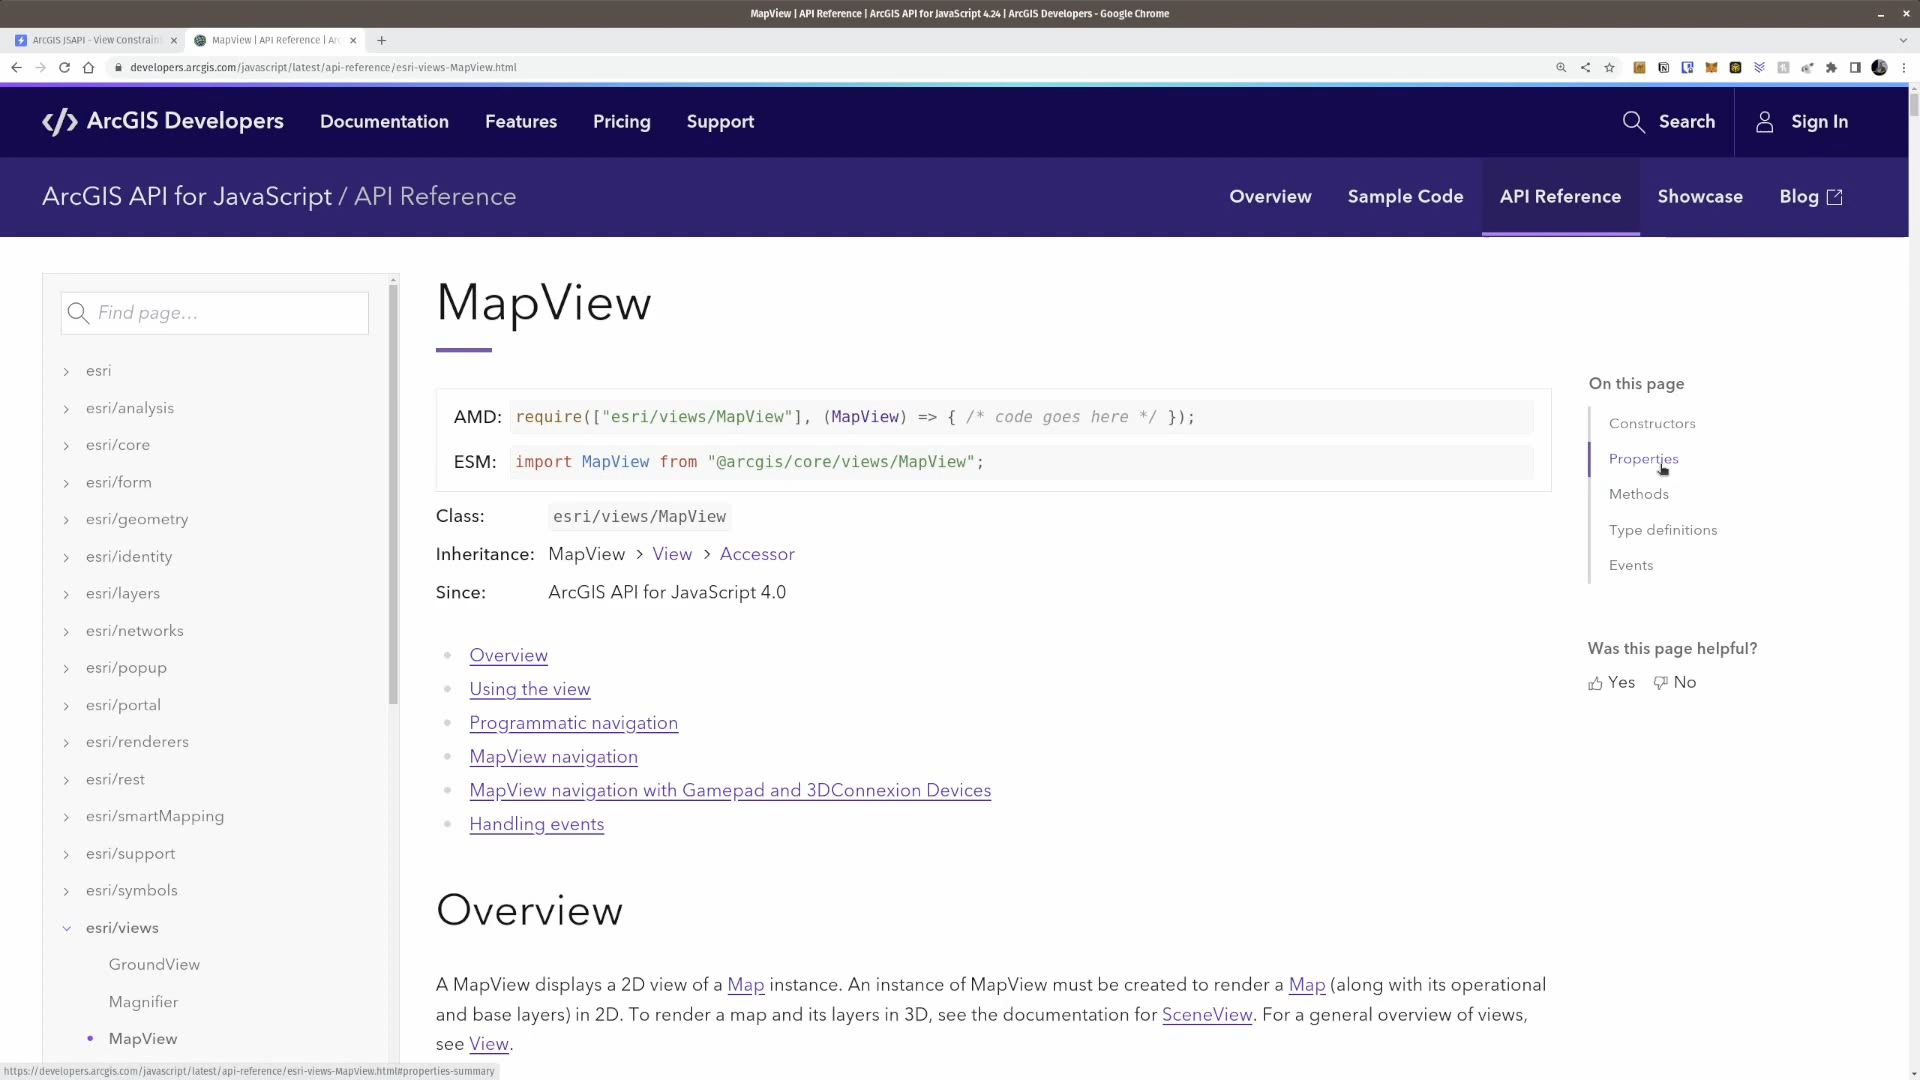 MapView | API Reference | ArcGIS API for JavaScript 4.24 | ArcGIS Developers - Google Chrome
ArcGIS JSAPI - View Constrain
MapView | API Reference | Arc
developers.arcgis.com/javascript/latest/api-reference/esri-views-MapView.html
ArcGIS Developers
Documentation
Features
Pricing
Support
Search
Sign In
ArcGIS API for JavaScript / API Reference
Overview
Sample Code
API Reference
Showcase
Blog
Find page…
esri
esri/analysis
esri/core
esri/form
esri/geometry
esri/identity
esri/layers
esri/networks
esri/popup
esri/portal
esri/renderers
esri/rest
esri/smartMapping
esri/support
esri/symbols
esri/views
GroundView
Magnifier
MapView
MapView
AMD: require(["esri/views/MapView"], (MapView) => { /* code goes here */ });
ESM: import MapView from "@arcgis/core/views/MapView";
Class: esri/views/MapView
Inheritance: MapView > View > Accessor
Since: ArcGIS API for JavaScript 4.0
Overview
Using the view
Programmatic navigation
MapView navigation
MapView navigation with Gamepad and 3DConnexion Devices
Handling events
Overview
A MapView displays a 2D view of a Map instance. An instance of MapView must be created to render a Map (along with its operational
and base layers) in 2D. To render a map and its layers in 3D, see the documentation for SceneView. For a general overview of views,
see View.
On this page
Constructors
Properties
Methods
Type definitions
Events
Was this page helpful?
Yes No
https://developers.arcgis.com/javascript/latest/api-reference/esri-views-MapView.html#properties-summary